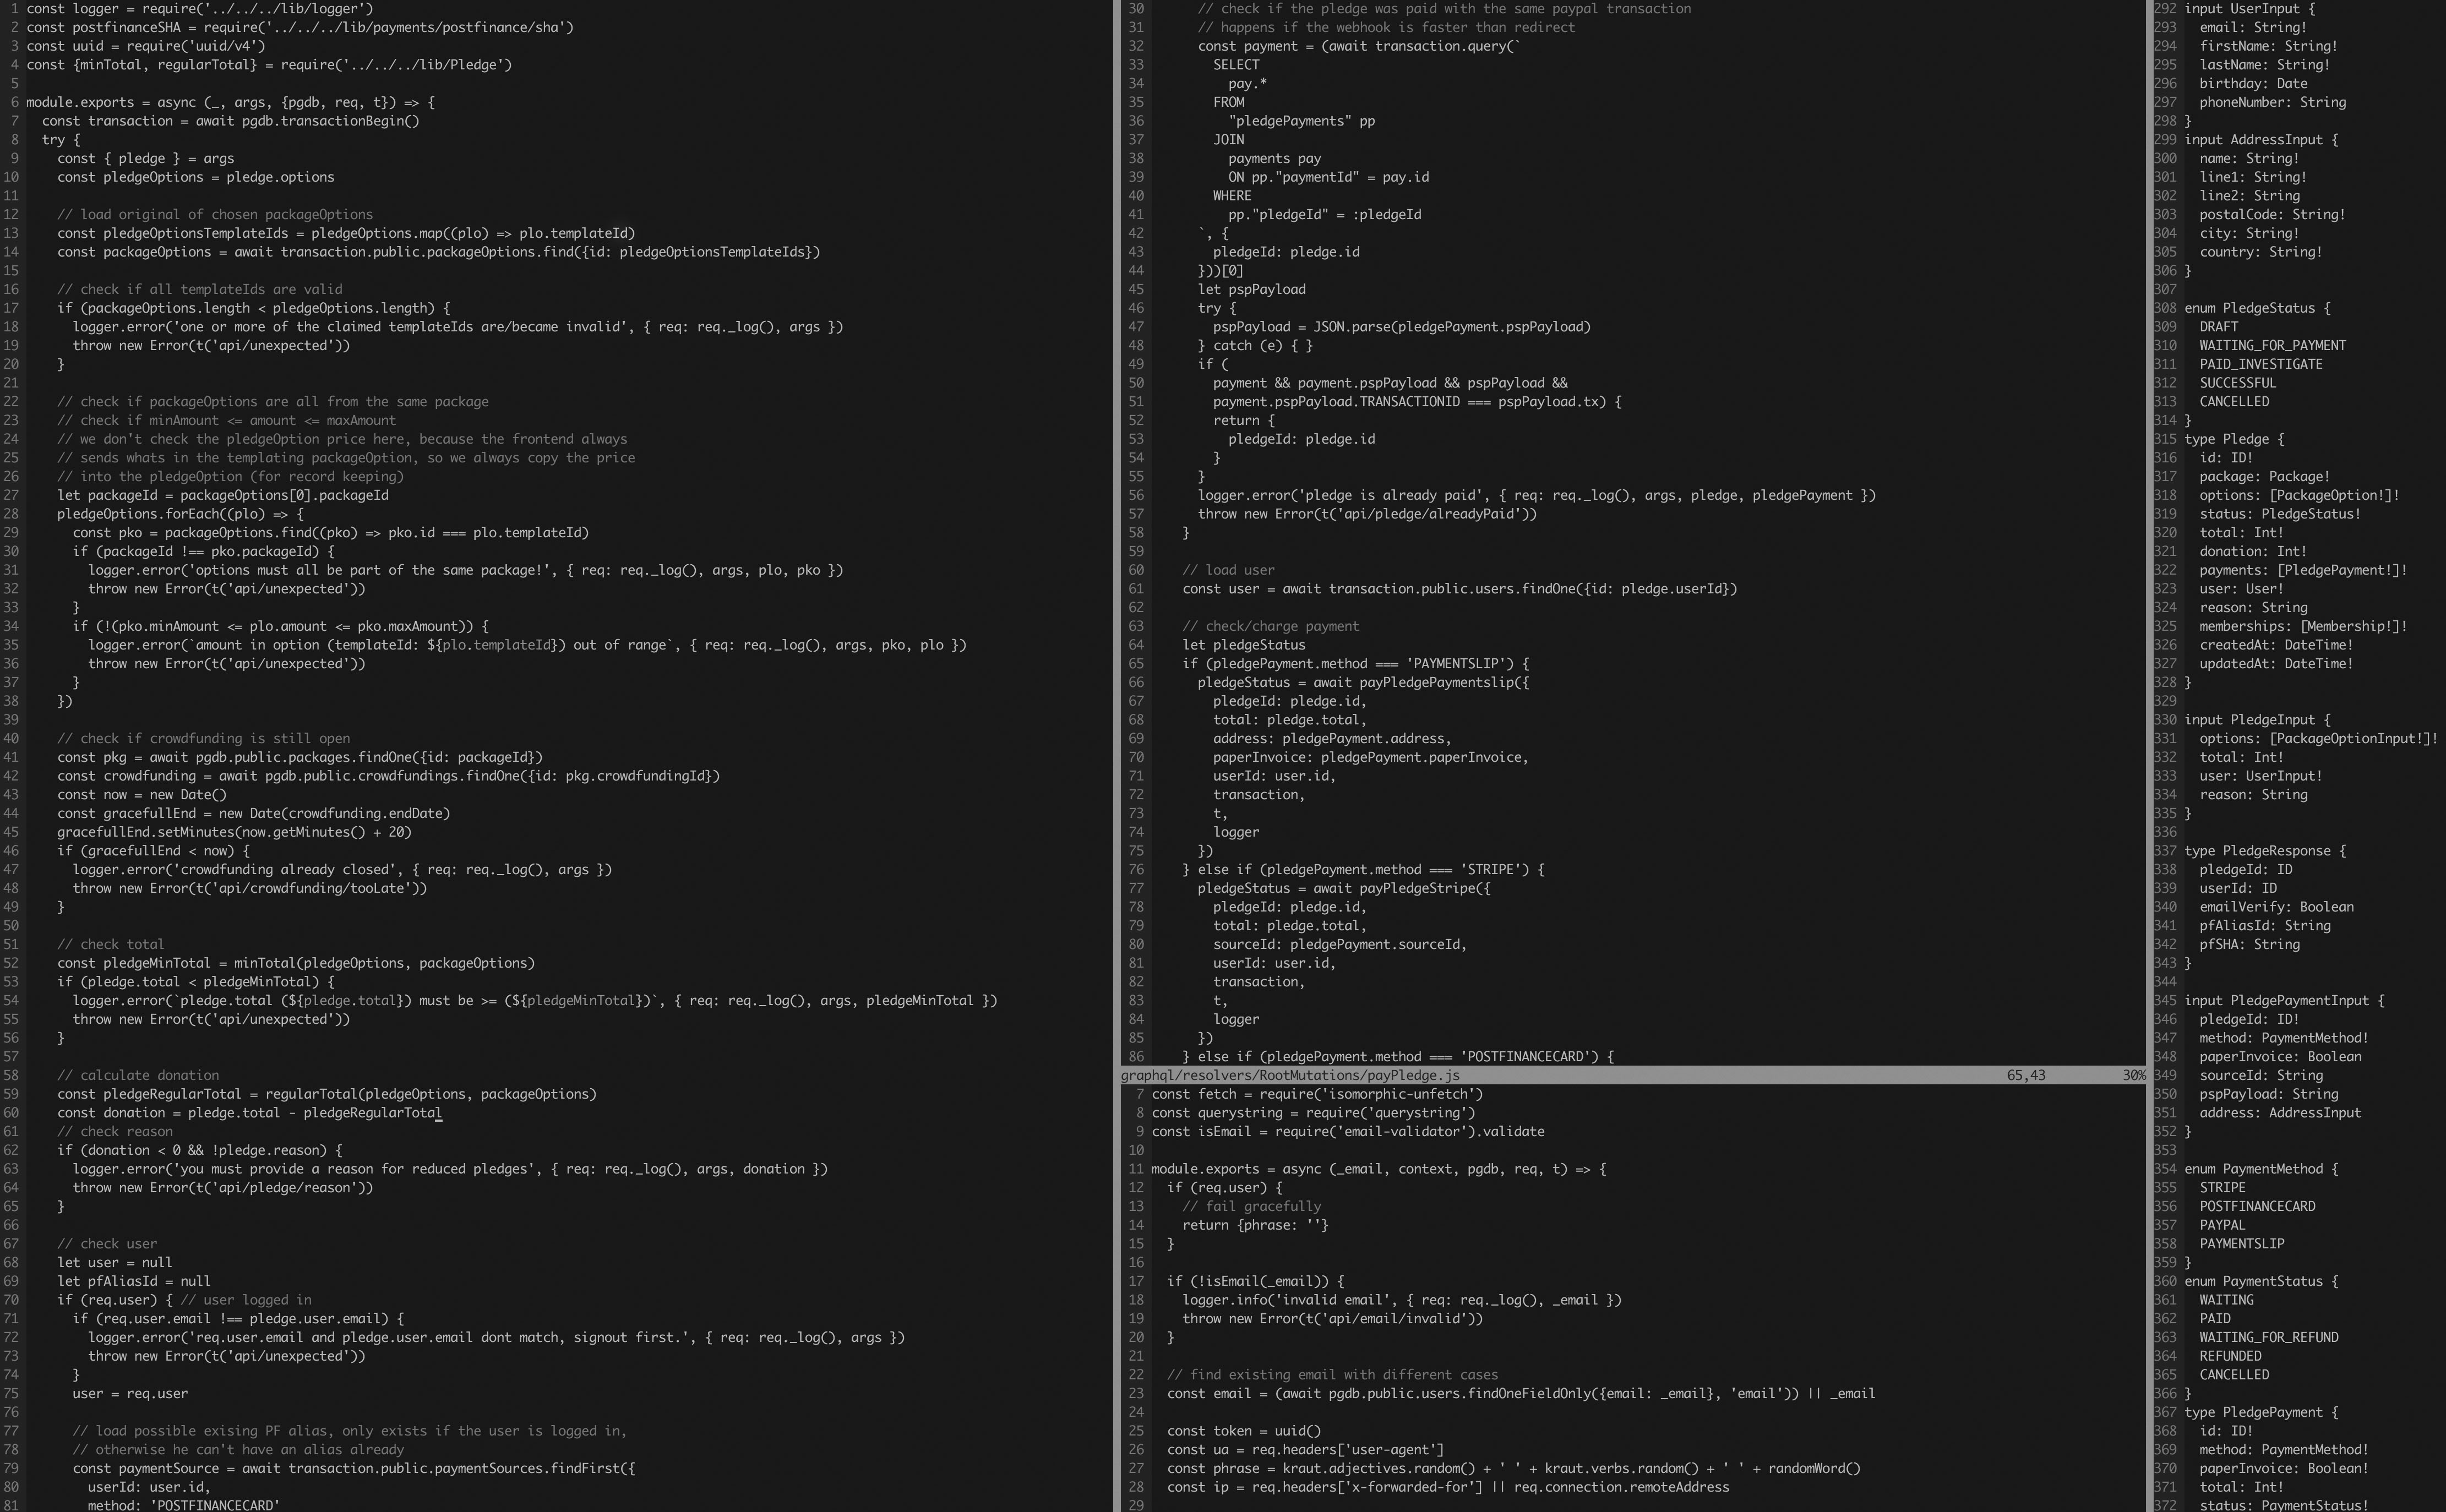 1 const logger = require('../../../lib/logger')
2 const postfinanceSHA = require('../../../lib/payments/postfinance/sha')
3 const uuid = require('uuid/v4')
4 const {minTotal, regularTotal} = require('../../../lib/Pledge')
5
6 module.exports = async (_, args, {pgdb, req, t}) => {
7   const transaction = await pgdb.transactionBegin()
8   try {
9     const { pledge } = args
10     const pledgeOptions = pledge.options
11
12     // load original of chosen packageOptions
13     const pledgeOptionsTemplateIds = pledgeOptions.map((plo) => plo.templateId)
14     const packageOptions = await transaction.public.packageOptions.find({id: pledgeOptionsTemplateIds})
15
16     // check if all templateIds are valid
17     if (packageOptions.length < pledgeOptions.length) {
18       logger.error('one or more of the claimed templateIds are/became invalid', { req: req._log(), args })
19       throw new Error(t('api/unexpected'))
20     }
21
22     // check if packageOptions are all from the same package
23     // check if minAmount <= amount <= maxAmount
24     // we don't check the pledgeOption price here, because the frontend always
25     // sends whats in the templating packageOption, so we always copy the price
26     // into the pledgeOption (for record keeping)
27     let packageId = packageOptions[0].packageId
28     pledgeOptions.forEach((plo) => {
29       const pko = packageOptions.find((pko) => pko.id === plo.templateId)
30       if (packageId !== pko.packageId) {
31         logger.error('options must all be part of the same package!', { req: req._log(), args, plo, pko })
32         throw new Error(t('api/unexpected'))
33       }
34       if (!(pko.minAmount <= plo.amount <= pko.maxAmount)) {
35         logger.error(`amount in option (templateId: ${plo.templateId}) out of range`, { req: req._log(), args, pko, plo })
36         throw new Error(t('api/unexpected'))
37       }
38     })
39
40     // check if crowdfunding is still open
41     const pkg = await pgdb.public.packages.findOne({id: packageId})
42     const crowdfunding = await pgdb.public.crowdfundings.findOne({id: pkg.crowdfundingId})
43     const now = new Date()
44     const gracefullEnd = new Date(crowdfunding.endDate)
45     gracefullEnd.setMinutes(now.getMinutes() + 20)
46     if (gracefullEnd < now) {
47       logger.error('crowdfunding already closed', { req: req._log(), args })
48       throw new Error(t('api/crowdfunding/tooLate'))
49     }
50
51     // check total
52     const pledgeMinTotal = minTotal(pledgeOptions, packageOptions)
53     if (pledge.total < pledgeMinTotal) {
54       logger.error(`pledge.total (${pledge.total}) must be >= (${pledgeMinTotal})`, { req: req._log(), args, pledgeMinTotal })
55       throw new Error(t('api/unexpected'))
56     }
57
58     // calculate donation
59     const pledgeRegularTotal = regularTotal(pledgeOptions, packageOptions)
60     const donation = pledge.total - pledgeRegularTotal
61     // check reason
62     if (donation < 0 && !pledge.reason) {
63       logger.error('you must provide a reason for reduced pledges', { req: req._log(), args, donation })
64       throw new Error(t('api/pledge/reason'))
65     }
66
67     // check user
68     let user = null
69     let pfAliasId = null
70     if (req.user) { // user logged in
71       if (req.user.email !== pledge.user.email) {
72         logger.error('req.user.email and pledge.user.email dont match, signout first.', { req: req._log(), args })
73         throw new Error(t('api/unexpected'))
74       }
75       user = req.user
76
77       // load possible exising PF alias, only exists if the user is logged in,
78       // otherwise he can't have an alias already
79       const paymentSource = await transaction.public.paymentSources.findFirst({
80         userId: user.id,
81         method: 'POSTFINANCECARD'
30       // check if the pledge was paid with the same paypal transaction
31       // happens if the webhook is faster than redirect
32       const payment = (await transaction.query(`
33         SELECT
34           pay.*
35         FROM
36           "pledgePayments" pp
37         JOIN
38           payments pay
39           ON pp."paymentId" = pay.id
40         WHERE
41           pp."pledgeId" = :pledgeId
42       `, {
43         pledgeId: pledge.id
44       }))[0]
45       let pspPayload
46       try {
47         pspPayload = JSON.parse(pledgePayment.pspPayload)
48       } catch (e) { }
49       if (
50         payment && payment.pspPayload && pspPayload &&
51         payment.pspPayload.TRANSACTIONID === pspPayload.tx) {
52         return {
53           pledgeId: pledge.id
54         }
55       }
56       logger.error('pledge is already paid', { req: req._log(), args, pledge, pledgePayment })
57       throw new Error(t('api/pledge/alreadyPaid'))
58     }
59
60     // load user
61     const user = await transaction.public.users.findOne({id: pledge.userId})
62
63     // check/charge payment
64     let pledgeStatus
65     if (pledgePayment.method === 'PAYMENTSLIP') {
66       pledgeStatus = await payPledgePaymentslip({
67         pledgeId: pledge.id,
68         total: pledge.total,
69         address: pledgePayment.address,
70         paperInvoice: pledgePayment.paperInvoice,
71         userId: user.id,
72         transaction,
73         t,
74         logger
75       })
76     } else if (pledgePayment.method === 'STRIPE') {
77       pledgeStatus = await payPledgeStripe({
78         pledgeId: pledge.id,
79         total: pledge.total,
80         sourceId: pledgePayment.sourceId,
81         userId: user.id,
82         transaction,
83         t,
84         logger
85       })
86     } else if (pledgePayment.method === 'POSTFINANCECARD') {
graphql/resolvers/RootMutations/payPledge.js 65,43 30%
7 const fetch = require('isomorphic-unfetch')
8 const querystring = require('querystring')
9 const isEmail = require('email-validator').validate
10
11 module.exports = async (_email, context, pgdb, req, t) => {
12   if (req.user) {
13     // fail gracefully
14     return {phrase: ''}
15   }
16
17   if (!isEmail(_email)) {
18     logger.info('invalid email', { req: req._log(), _email })
19     throw new Error(t('api/email/invalid'))
20   }
21
22   // find existing email with different cases
23   const email = (await pgdb.public.users.findOneFieldOnly({email: _email}, 'email')) || _email
24
25   const token = uuid()
26   const ua = req.headers['user-agent']
27   const phrase = kraut.adjectives.random() + ' ' + kraut.verbs.random() + ' ' + randomWord()
28   const ip = req.headers['x-forwarded-for'] || req.connection.remoteAddress
29
292 input UserInput {
293   email: String!
294   firstName: String!
295   lastName: String!
296   birthday: Date
297   phoneNumber: String
298 }
299 input AddressInput {
300   name: String!
301   line1: String!
302   line2: String
303   postalCode: String!
304   city: String!
305   country: String!
306 }
307
308 enum PledgeStatus {
309   DRAFT
310   WAITING_FOR_PAYMENT
311   PAID_INVESTIGATE
312   SUCCESSFUL
313   CANCELLED
314 }
315 type Pledge {
316   id: ID!
317   package: Package!
318   options: [PackageOption!]!
319   status: PledgeStatus!
320   total: Int!
321   donation: Int!
322   payments: [PledgePayment!]!
323   user: User!
324   reason: String
325   memberships: [Membership!]!
326   createdAt: DateTime!
327   updatedAt: DateTime!
328 }
329
330 input PledgeInput {
331   options: [PackageOptionInput!]!
332   total: Int!
333   user: UserInput!
334   reason: String
335 }
336
337 type PledgeResponse {
338   pledgeId: ID
339   userId: ID
340   emailVerify: Boolean
341   pfAliasId: String
342   pfSHA: String
343 }
344
345 input PledgePaymentInput {
346   pledgeId: ID!
347   method: PaymentMethod!
348   paperInvoice: Boolean
349   sourceId: String
350   pspPayload: String
351   address: AddressInput
352 }
353
354 enum PaymentMethod {
355   STRIPE
356   POSTFINANCECARD
357   PAYPAL
358   PAYMENTSLIP
359 }
360 enum PaymentStatus {
361   WAITING
362   PAID
363   WAITING_FOR_REFUND
364   REFUNDED
365   CANCELLED
366 }
367 type PledgePayment {
368   id: ID!
369   method: PaymentMethod!
370   paperInvoice: Boolean!
371   total: Int!
372   status: PaymentStatus!